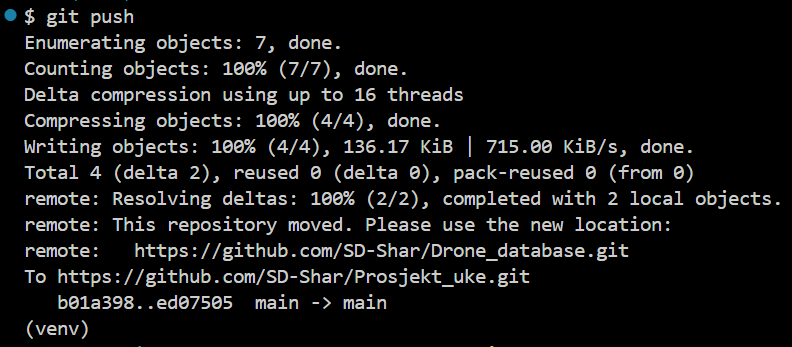 $ git push
Enumerating objects: 7, done.
Counting objects: 100% (7/7), done.
Delta compression using up to 16 threads
Compressing objects: 100% (4/4), done.
Writing objects: 100% (4/4), 136.17 KiB | 715.00 KiB/s, done.
Total 4 (delta 2), reused 0 (delta 0), pack-reused 0 (from 0)
remote: Resolving deltas: 100% (2/2), completed with 2 local objects.
remote: This repository moved. Please use the new location:
remote:   https://github.com/SD-Shar/Drone_database.git
To https://github.com/SD-Shar/Prosjekt_uke.git
   b01a398..ed07505  main -> main
(venv)